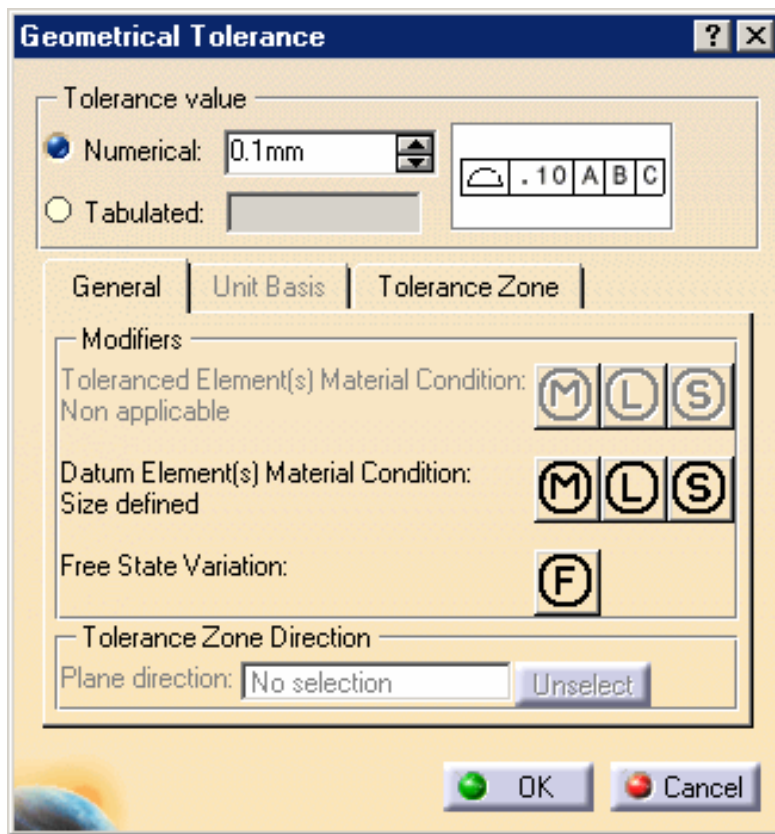 Geometrical Tolerance ? X
Tolerance value
Numerical: 0.1mm
.10 A B C
Tabulated:
General Unit Basis Tolerance Zone
Modifiers
Toleranced Element(s) Material Condition: M L S
Non applicable
Datum Element(s) Material Condition: M L S
Size defined
Free State Variation: F
Tolerance Zone Direction
Plane direction: No selection Unselect
OK Cancel